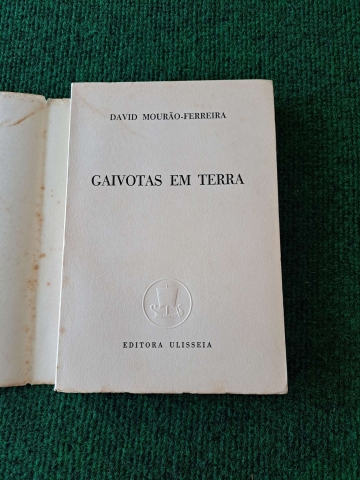 DAVID MOURÃO-FERREIRA
GAIVOTAS EM TERRA
EDITORA ULISSEIA